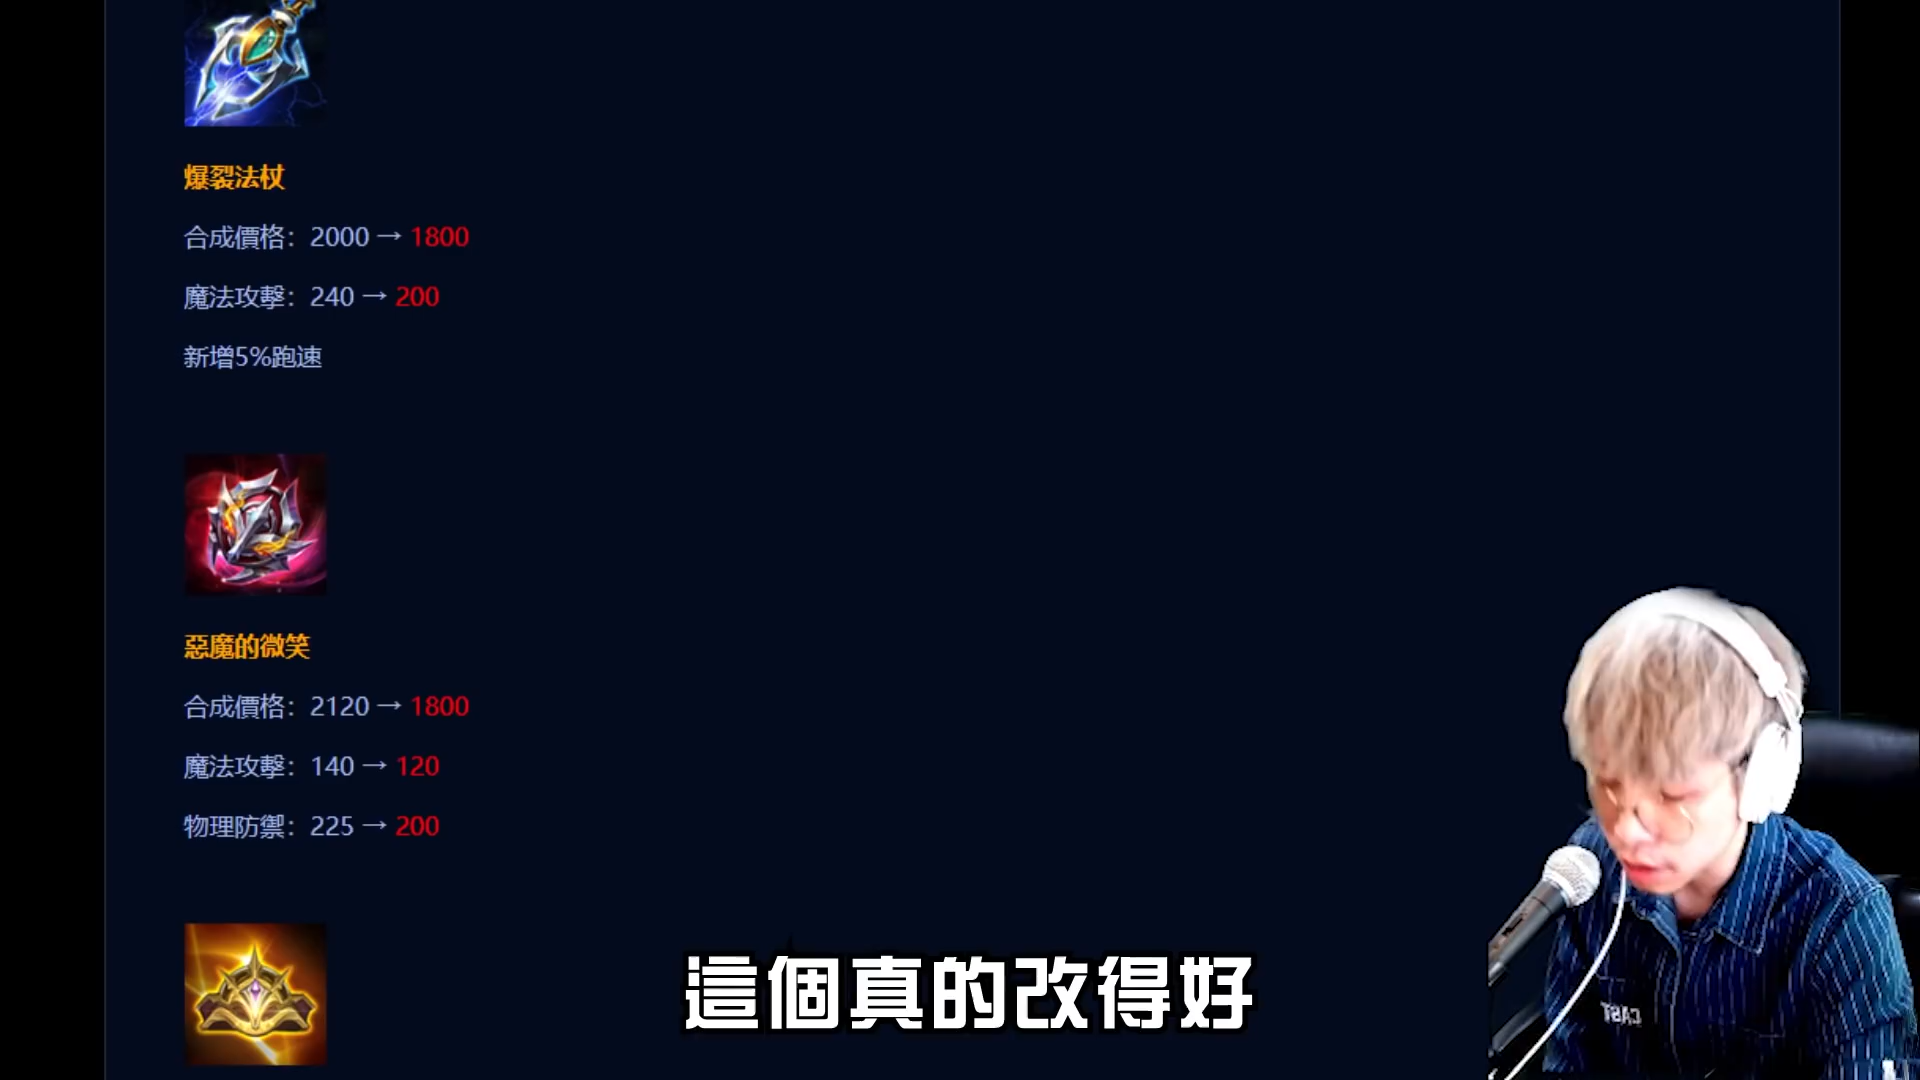 爆裂法杖
合成價格：2000 → 1800
魔法攻擊：240 → 200
新增5%跑速
惡魔的微笑
合成價格：2120 → 1800
魔法攻擊：140 → 120
物理防禦：225 → 200
這個真的改得好